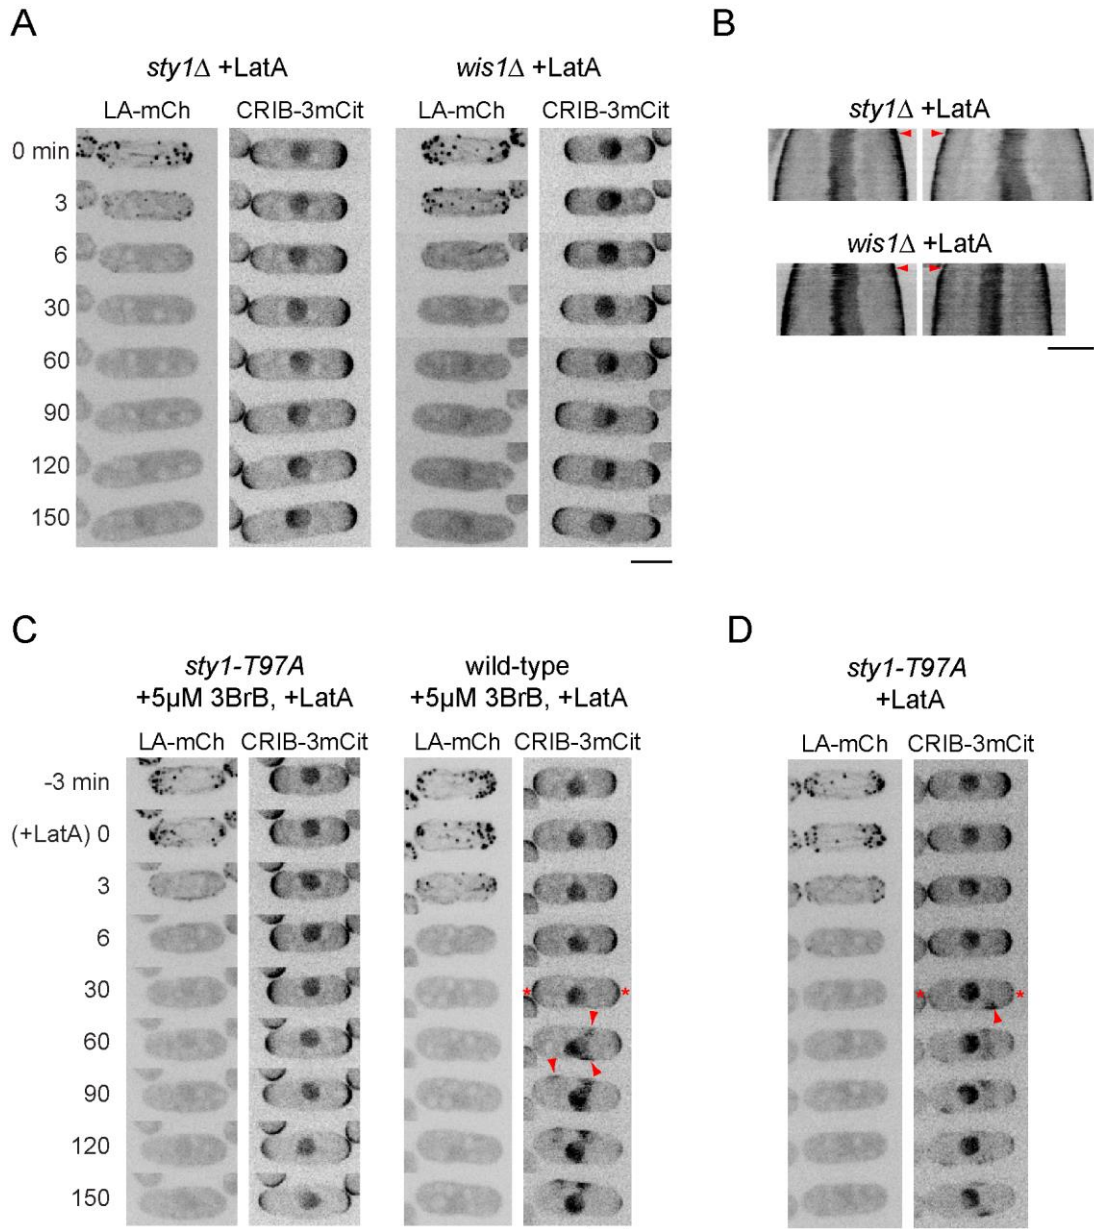 A
sty1Δ +LatA
wis1Δ +LatA
LA-mCh
CRIB-3mCit
LA-mCh
CRIB-3mCit
0 min
3
6
30
60
90
120
150
B
sty1Δ +LatA
wis1Δ +LatA
C
sty1-T97A
+5μM 3BrB, +LatA
wild-type
+5μM 3BrB, +LatA
LA-mCh
CRIB-3mCit
LA-mCh
CRIB-3mCit
-3 min
(+LatA) 0
3
6
30
* *
60
90
120
150
D
sty1-T97A
+LatA
LA-mCh
CRIB-3mCit
* *